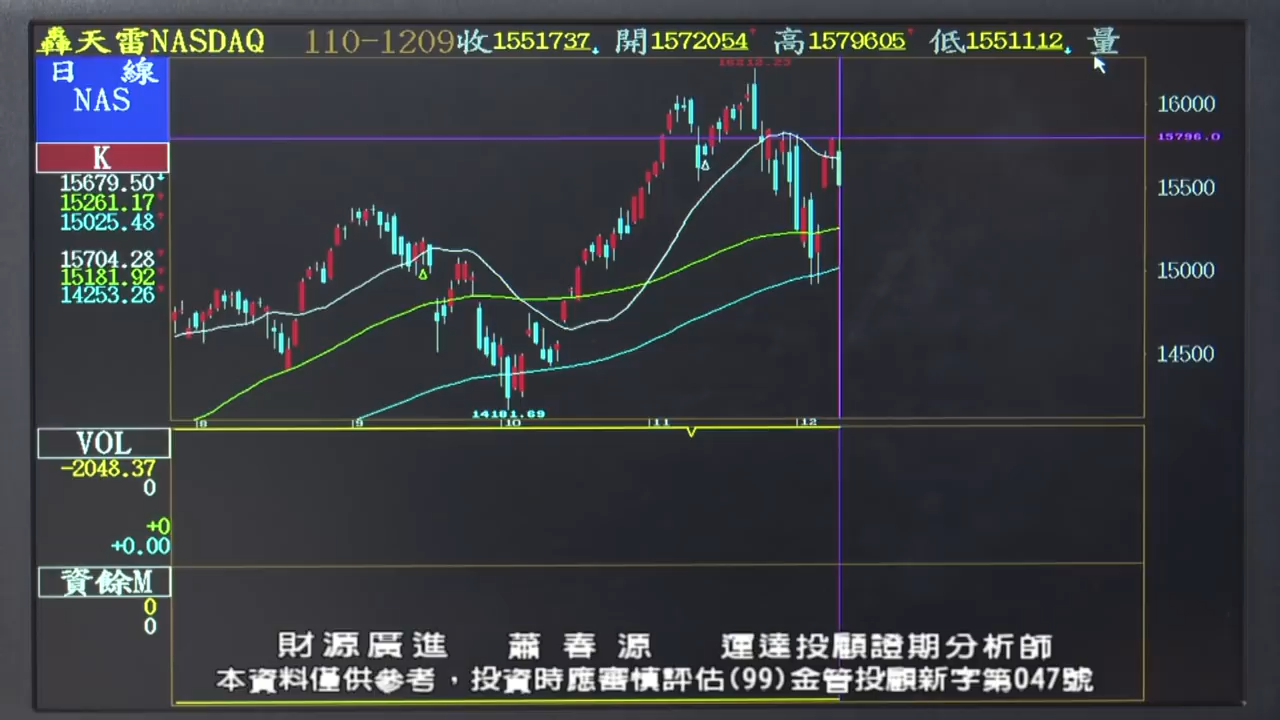 轟天雷NASDAQ 110-1209 收1551737 開1572054 高1579605 低1551112 量
日 線
NAS
16213.23
16000
15796.0
K
15679.50
15261.17
15025.48
15500
15704.28
15181.92
14253.26
15000
14500
14181.69
8 9 10 11 12
VOL
-2048.37
0
+0
+0.00
資餘M
0
0
財源廣進 蕭春源 運達投顧證期分析師
本資料僅供參考，投資時應審慎評估(99)金管投顧新字第047號